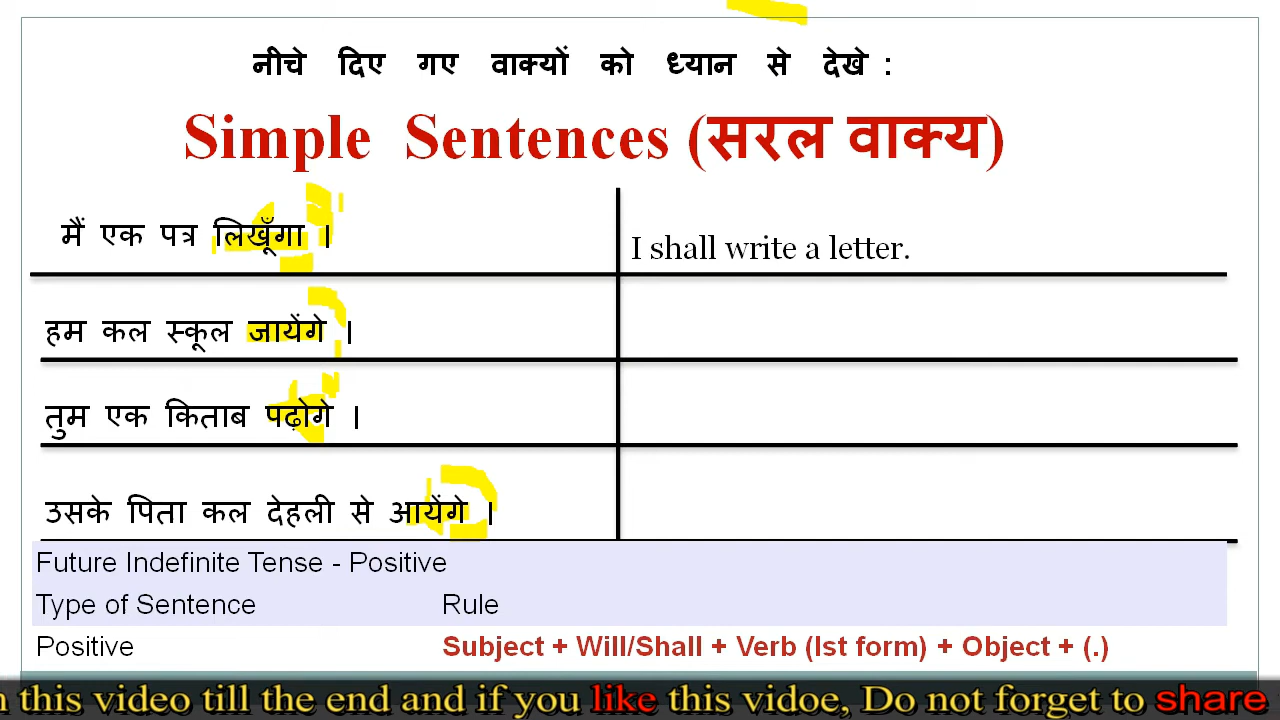 नीचे दिए गए वाक्यों को ध्यान से देखे :
Simple Sentences (सरल वाक्य)
मैं एक पत्र लिखूँगा । I shall write a letter.
हम कल स्कूल जायेंगे ।
तुम एक किताब पढ़ोगे ।
उसके पिता कल देहली से आयेंगे ।
Future Indefinite Tense - Positive
Type of Sentence Rule
Positive Subject + Will/Shall + Verb (Ist form) + Object + (.)
this video till the end and if you like this vidoe, Do not forget to share